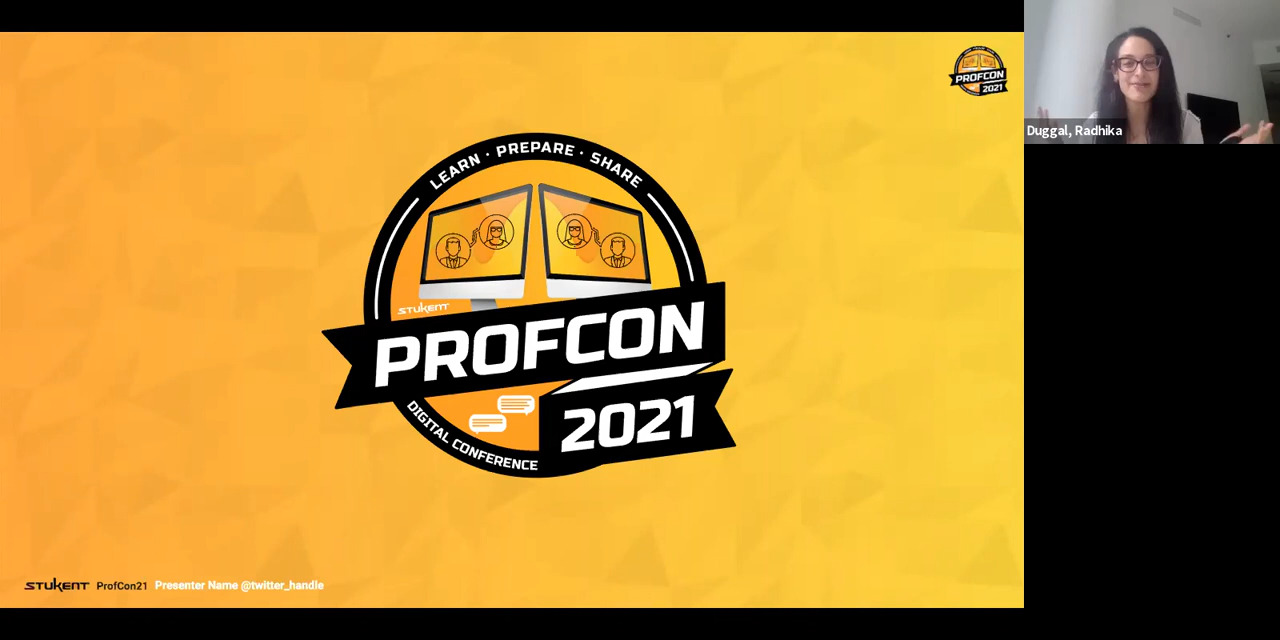 PROFCON
2021
Duggal, Radhika
LEARN · PREPARE · SHARE
STUKENT
PROFCON
2021
DIGITAL CONFERENCE
STUKENT ProfCon21 Presenter Name @twitter_handle